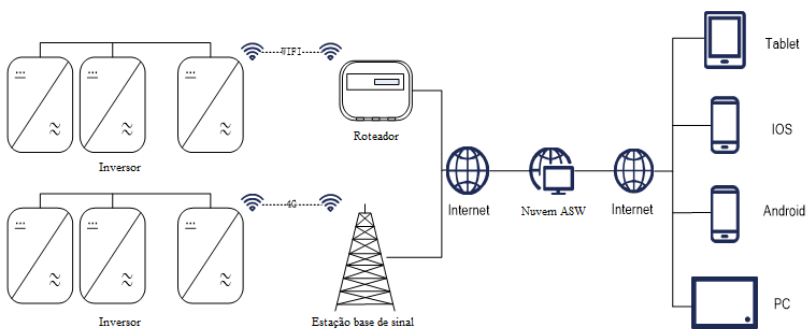 WIFI
Roteador
Inversor
4G
Estação base de sinal
Inversor
Internet
Nuvem ASW
Internet
Tablet
IOS
Android
PC